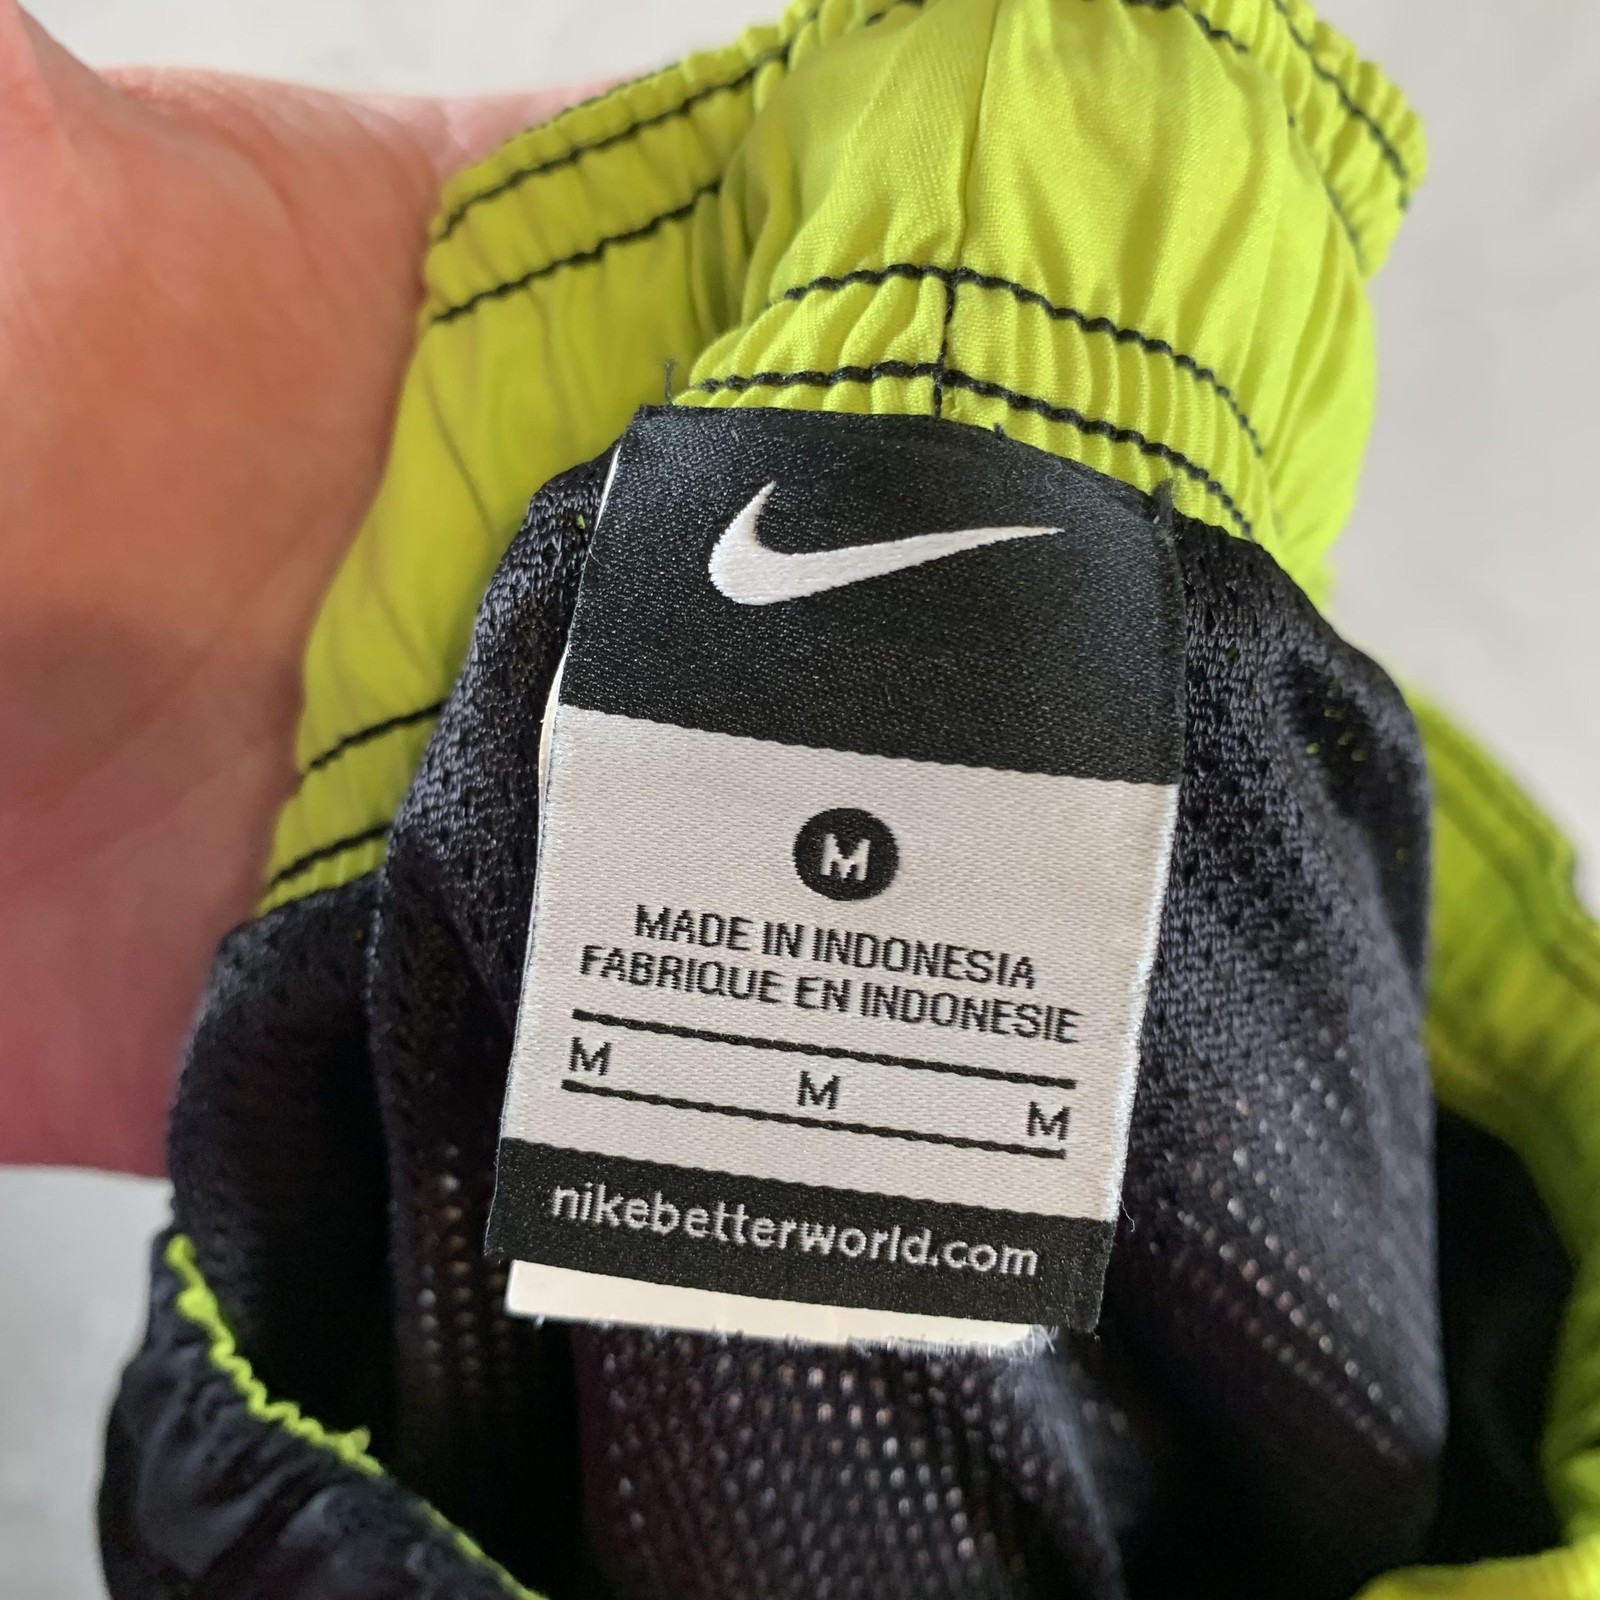 M
MADE IN INDONESIA
FABRIQUE EN INDONESIE
M M M
nikebetterworld.com